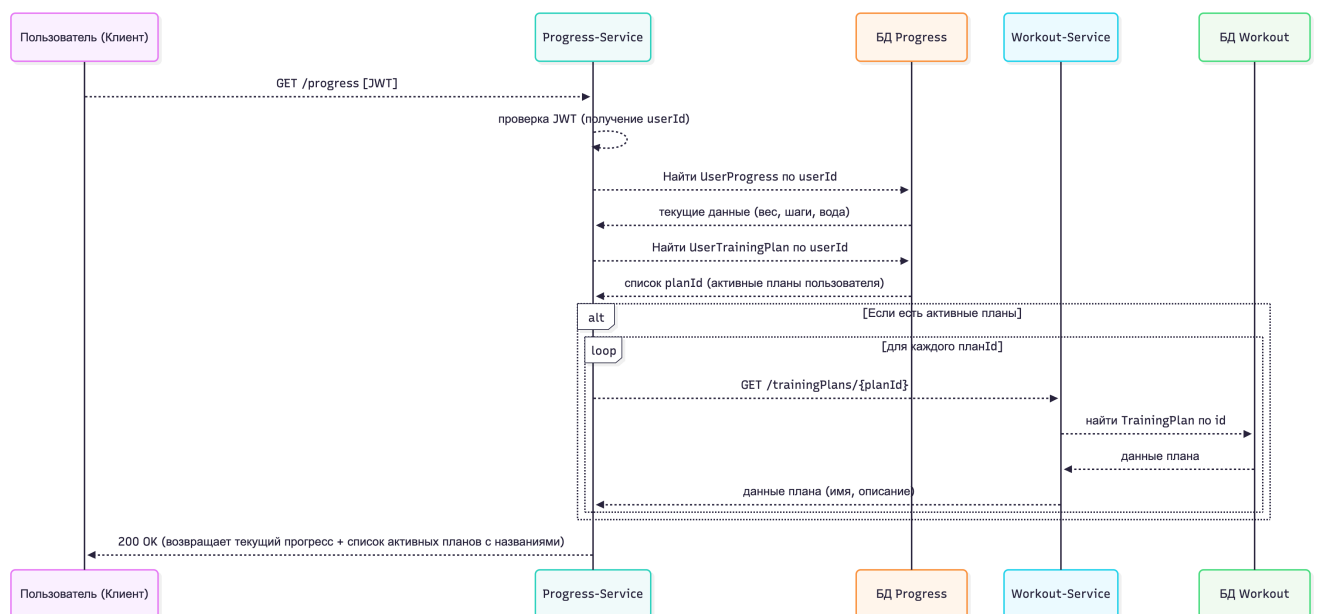 Пользователь (Клиент)
Progress-Service
БД Progress
Workout-Service
БД Workout
GET /progress [JWT]
проверка JWT (получение userId)
Найти UserProgress по userId
текущие данные (вес, шаги, вода)
Найти UserTrainingPlan по userId
список planId (активные планы пользователя)
alt
[Если есть активные планы]
loop
[для каждого планId]
GET /trainingPlans/{planId}
найти TrainingPlan по id
данные плана
данные плана (имя, описание)
200 OK (возвращает текущий прогресс + список активных планов с названиями)
Пользователь (Клиент)
Progress-Service
БД Progress
Workout-Service
БД Workout